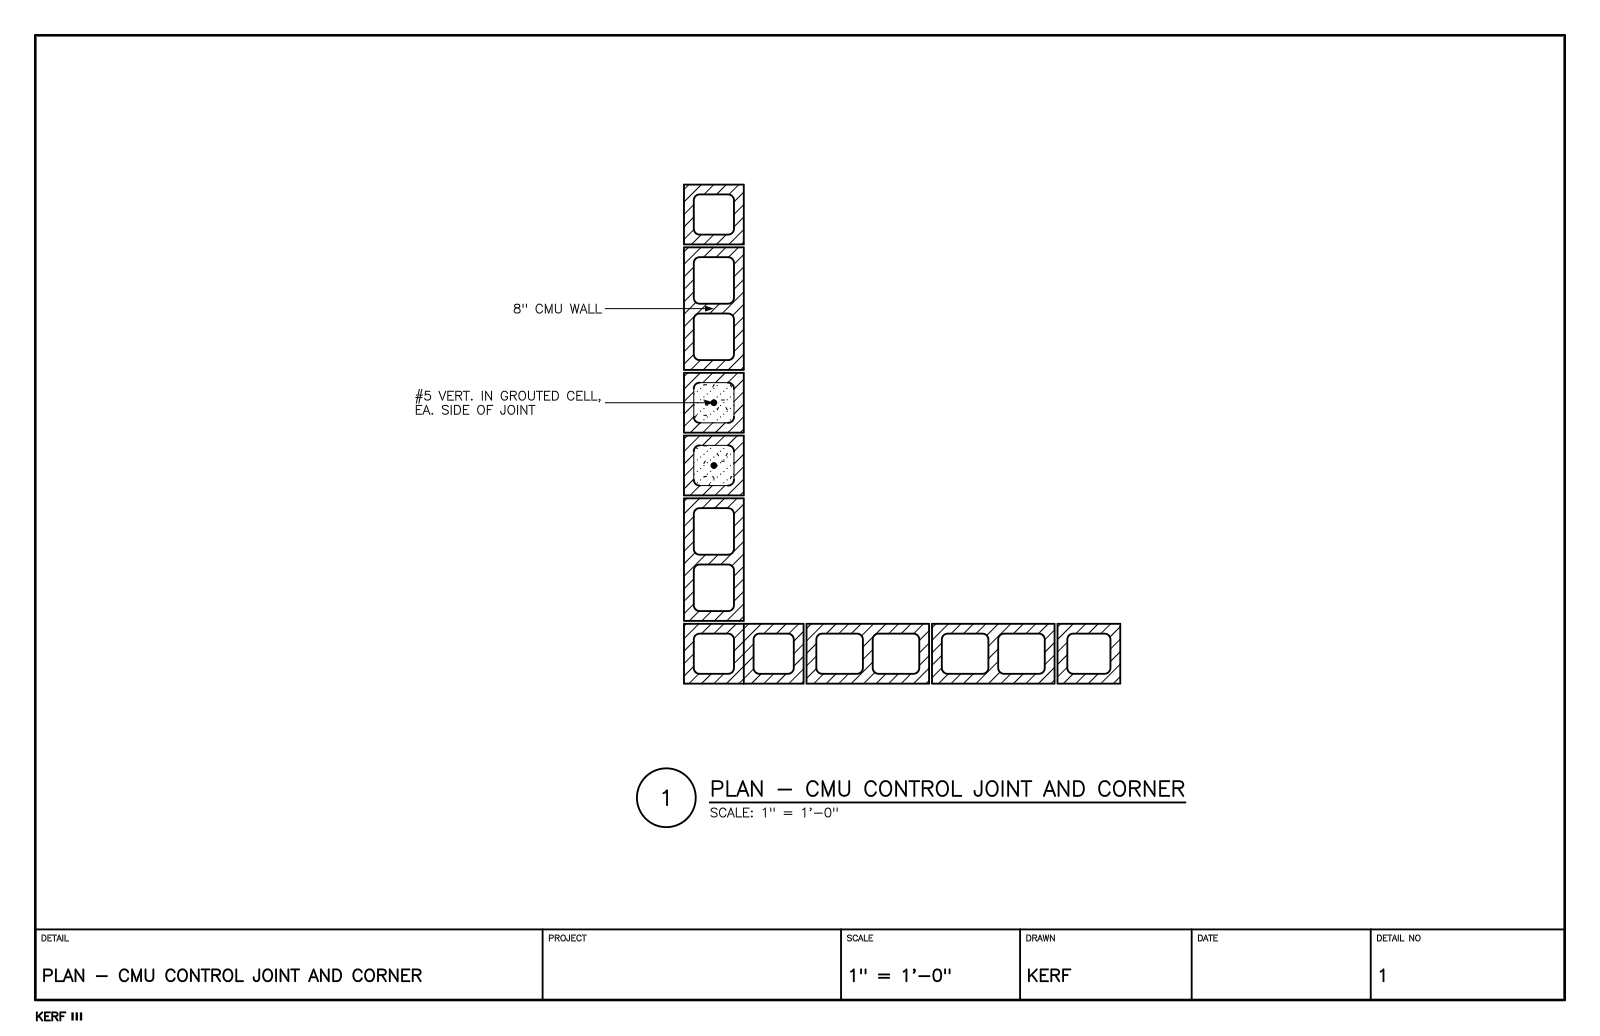 8" CMU WALL
#5 VERT. IN GROUTED CELL,
EA. SIDE OF JOINT
1
PLAN – CMU CONTROL JOINT AND CORNER
SCALE: 1" = 1'–0"
DETAIL
PLAN – CMU CONTROL JOINT AND CORNER
PROJECT
SCALE
1" = 1'–0"
DRAWN
KERF
DATE
DETAIL NO
1
KERF III